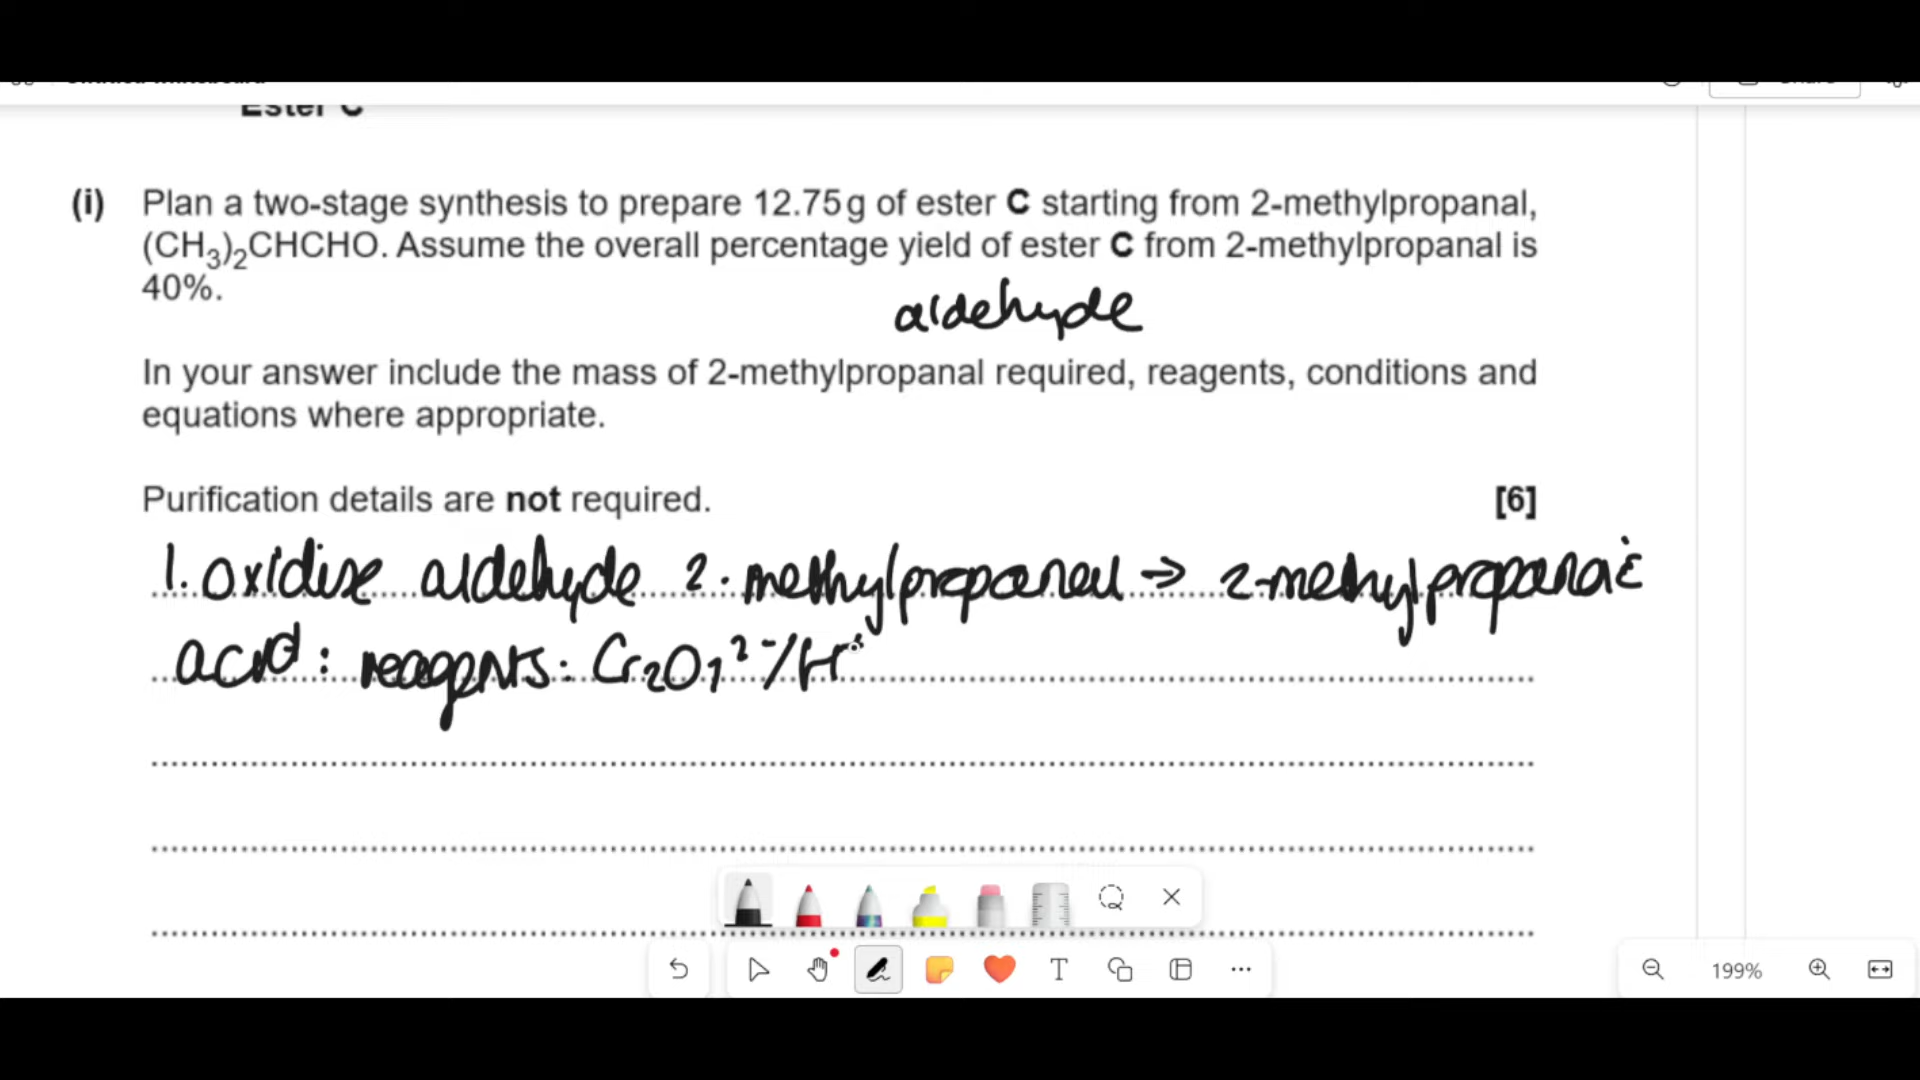 Ester C
(i) Plan a two-stage synthesis to prepare 12.75 g of ester C starting from 2-methylpropanal,
(CH₃)₂CHCHO. Assume the overall percentage yield of ester C from 2-methylpropanal is
40%.
aldehyde
In your answer include the mass of 2-methylpropanal required, reagents, conditions and
equations where appropriate.
Purification details are not required. [6]
1. oxidise aldehyde 2-methylpropanal → 2-methylpropanoic
acid: reagents: Cr₂O₇²⁻/H⁺
T
199%